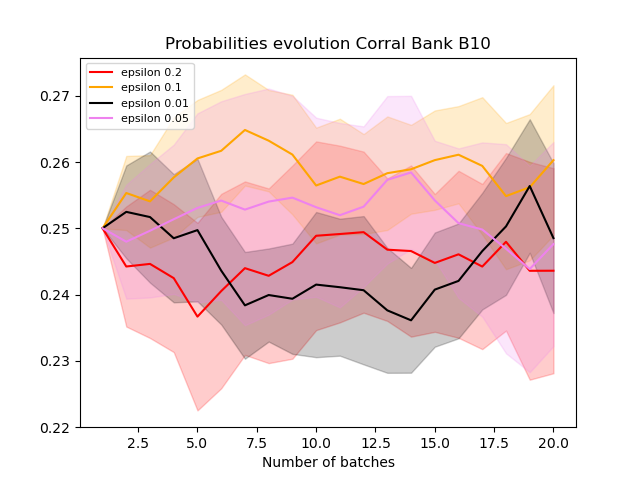 Probabilities evolution Corral Bank B10
epsilon 0.2
epsilon 0.1
epsilon 0.01
epsilon 0.05
0.27
0.26
0.25
0.24
0.23
0.22
2.5 5.0 7.5 10.0 12.5 15.0 17.5 20.0
Number of batches